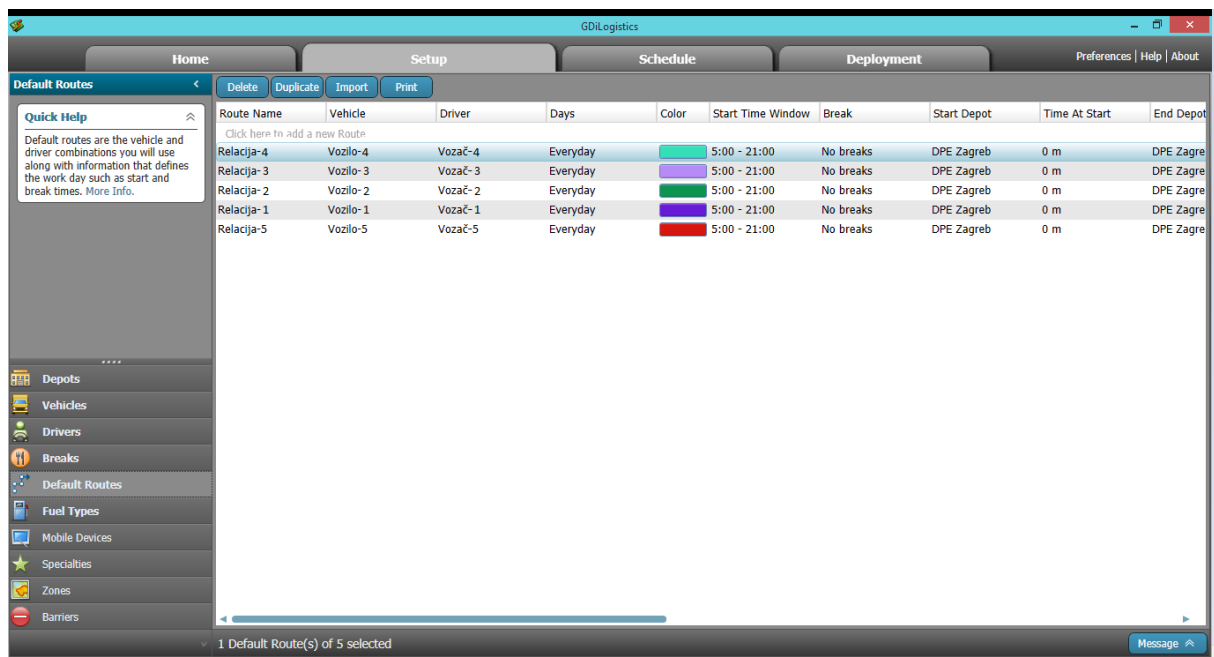 GDiLogistics
Home Setup Schedule Deployment Preferences | Help | About
Default Routes
Delete Duplicate Import Print
Quick Help
Default routes are the vehicle and
driver combinations you will use
along with information that defines
the work day such as start and
break times. More Info.
Route Name Vehicle Driver Days Color Start Time Window Break Start Depot Time At Start End Depot
Click here to add a new Route
Relacija-4 Vozilo-4 Vozač-4 Everyday 5:00 - 21:00 No breaks DPE Zagreb 0 m DPE Zagre
Relacija-3 Vozilo-3 Vozač-3 Everyday 5:00 - 21:00 No breaks DPE Zagreb 0 m DPE Zagre
Relacija-2 Vozilo-2 Vozač-2 Everyday 5:00 - 21:00 No breaks DPE Zagreb 0 m DPE Zagre
Relacija-1 Vozilo-1 Vozač-1 Everyday 5:00 - 21:00 No breaks DPE Zagreb 0 m DPE Zagre
Relacija-5 Vozilo-5 Vozač-5 Everyday 5:00 - 21:00 No breaks DPE Zagreb 0 m DPE Zagre
Depots
Vehicles
Drivers
Breaks
Default Routes
Fuel Types
Mobile Devices
Specialties
Zones
Barriers
1 Default Route(s) of 5 selected
Message